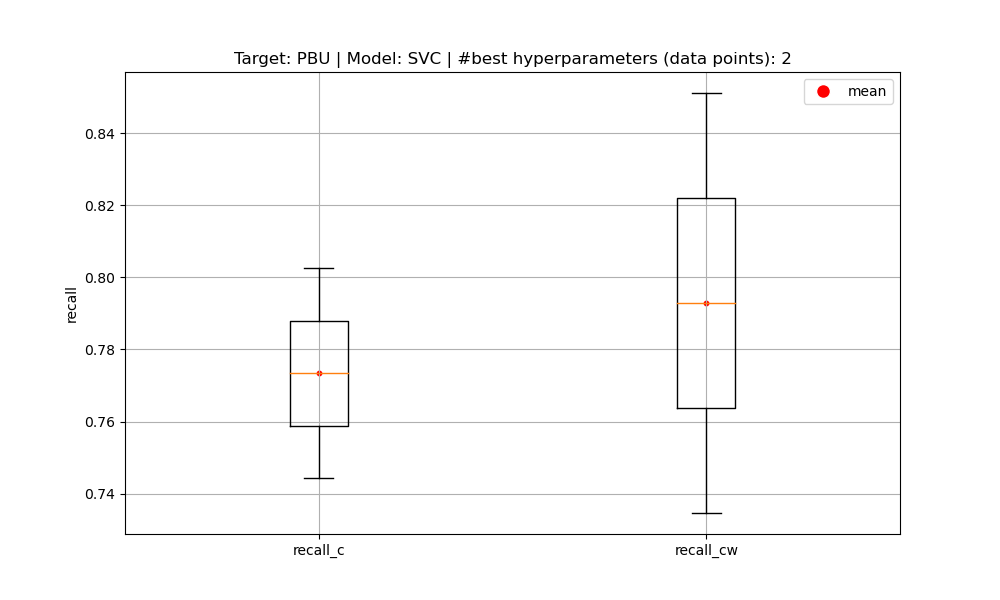 Target: PBU | Model: SVC | #best hyperparameters (data points): 2
mean
0.84
0.82
0.80
0.78
0.76
0.74
recall
recall_c
recall_cw